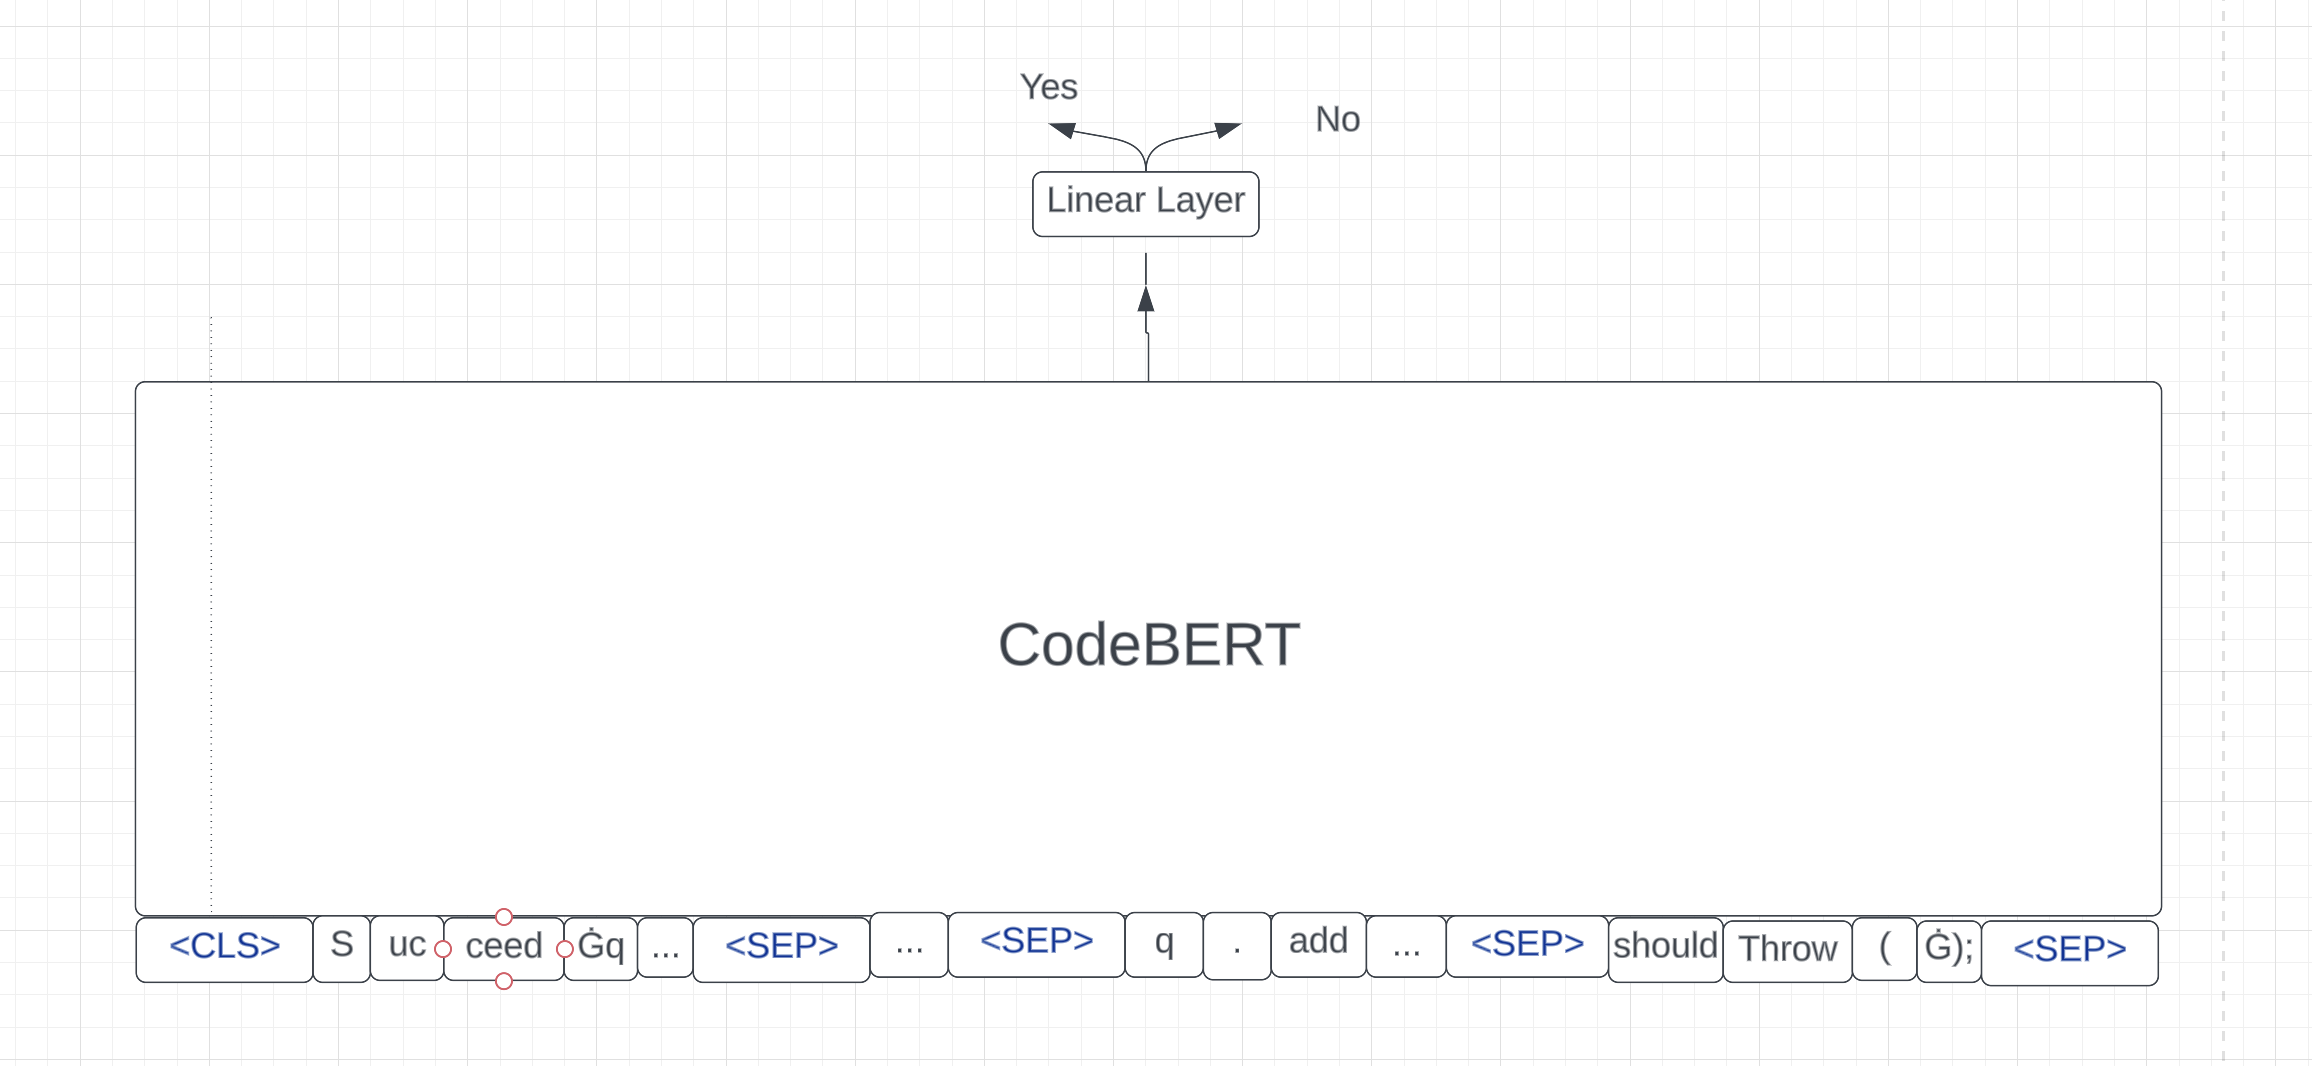 Yes
No
Linear Layer
CodeBERT
<CLS> S uc ceed Ġq ... <SEP> ... <SEP> q . add ... <SEP> should Throw ( Ġ); <SEP>